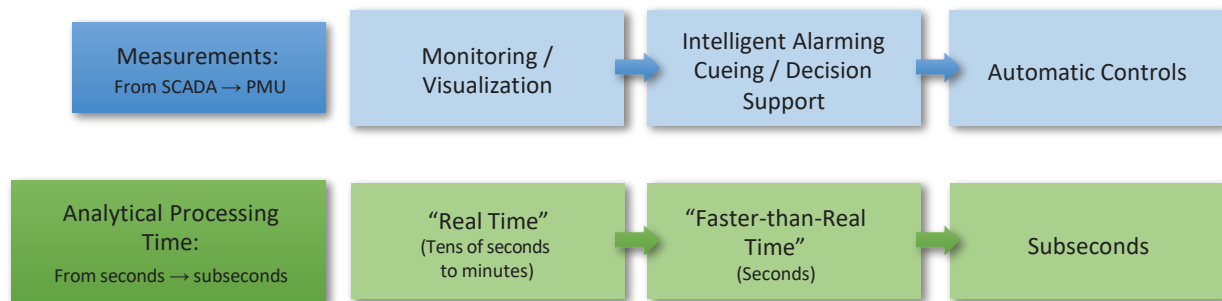 Measurements:
From SCADA → PMU
Monitoring /
Visualization
Intelligent Alarming
Cueing / Decision
Support
Automatic Controls
Analytical Processing
Time:
From seconds → subseconds
“Real Time”
(Tens of seconds
to minutes)
“Faster-than-Real
Time”
(Seconds)
Subseconds